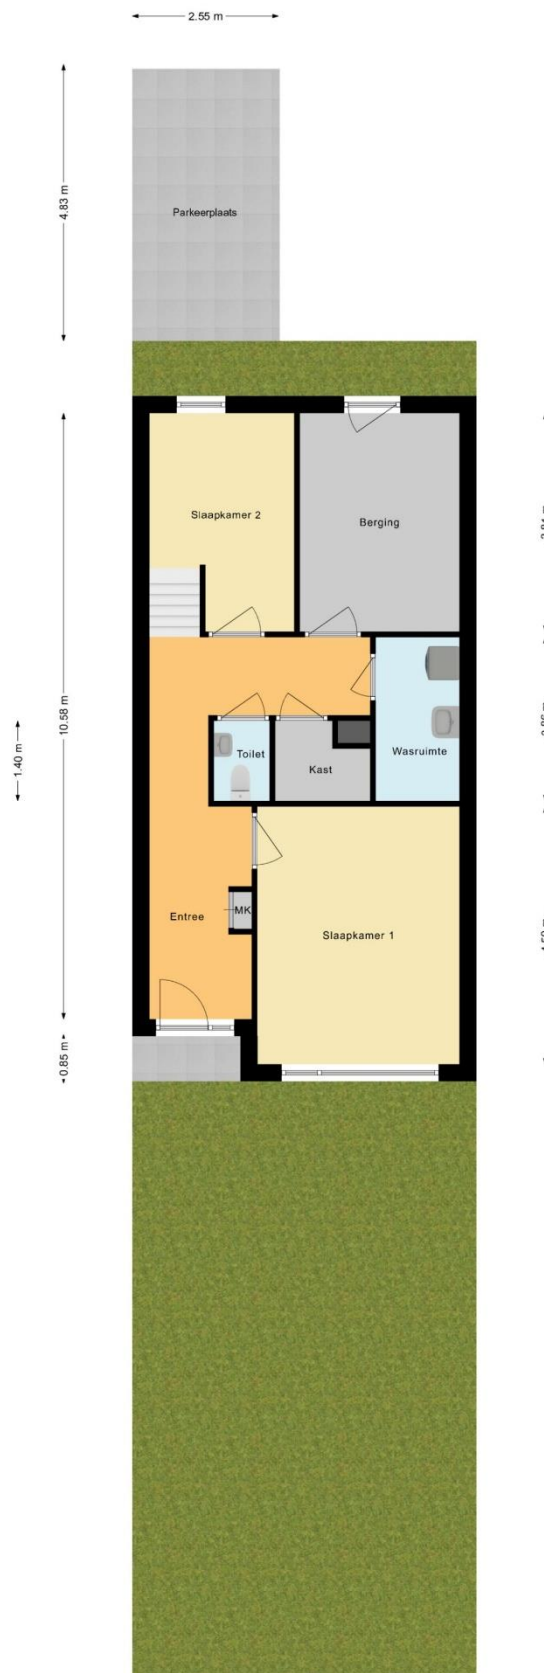 2.55 m
4.83 m
Parkeerplaats
Slaapkamer 2
Berging
10.58 m
1.40 m
Toilet
Kast
Wasruimte
Entree
MK
Slaapkamer 1
0.85 m